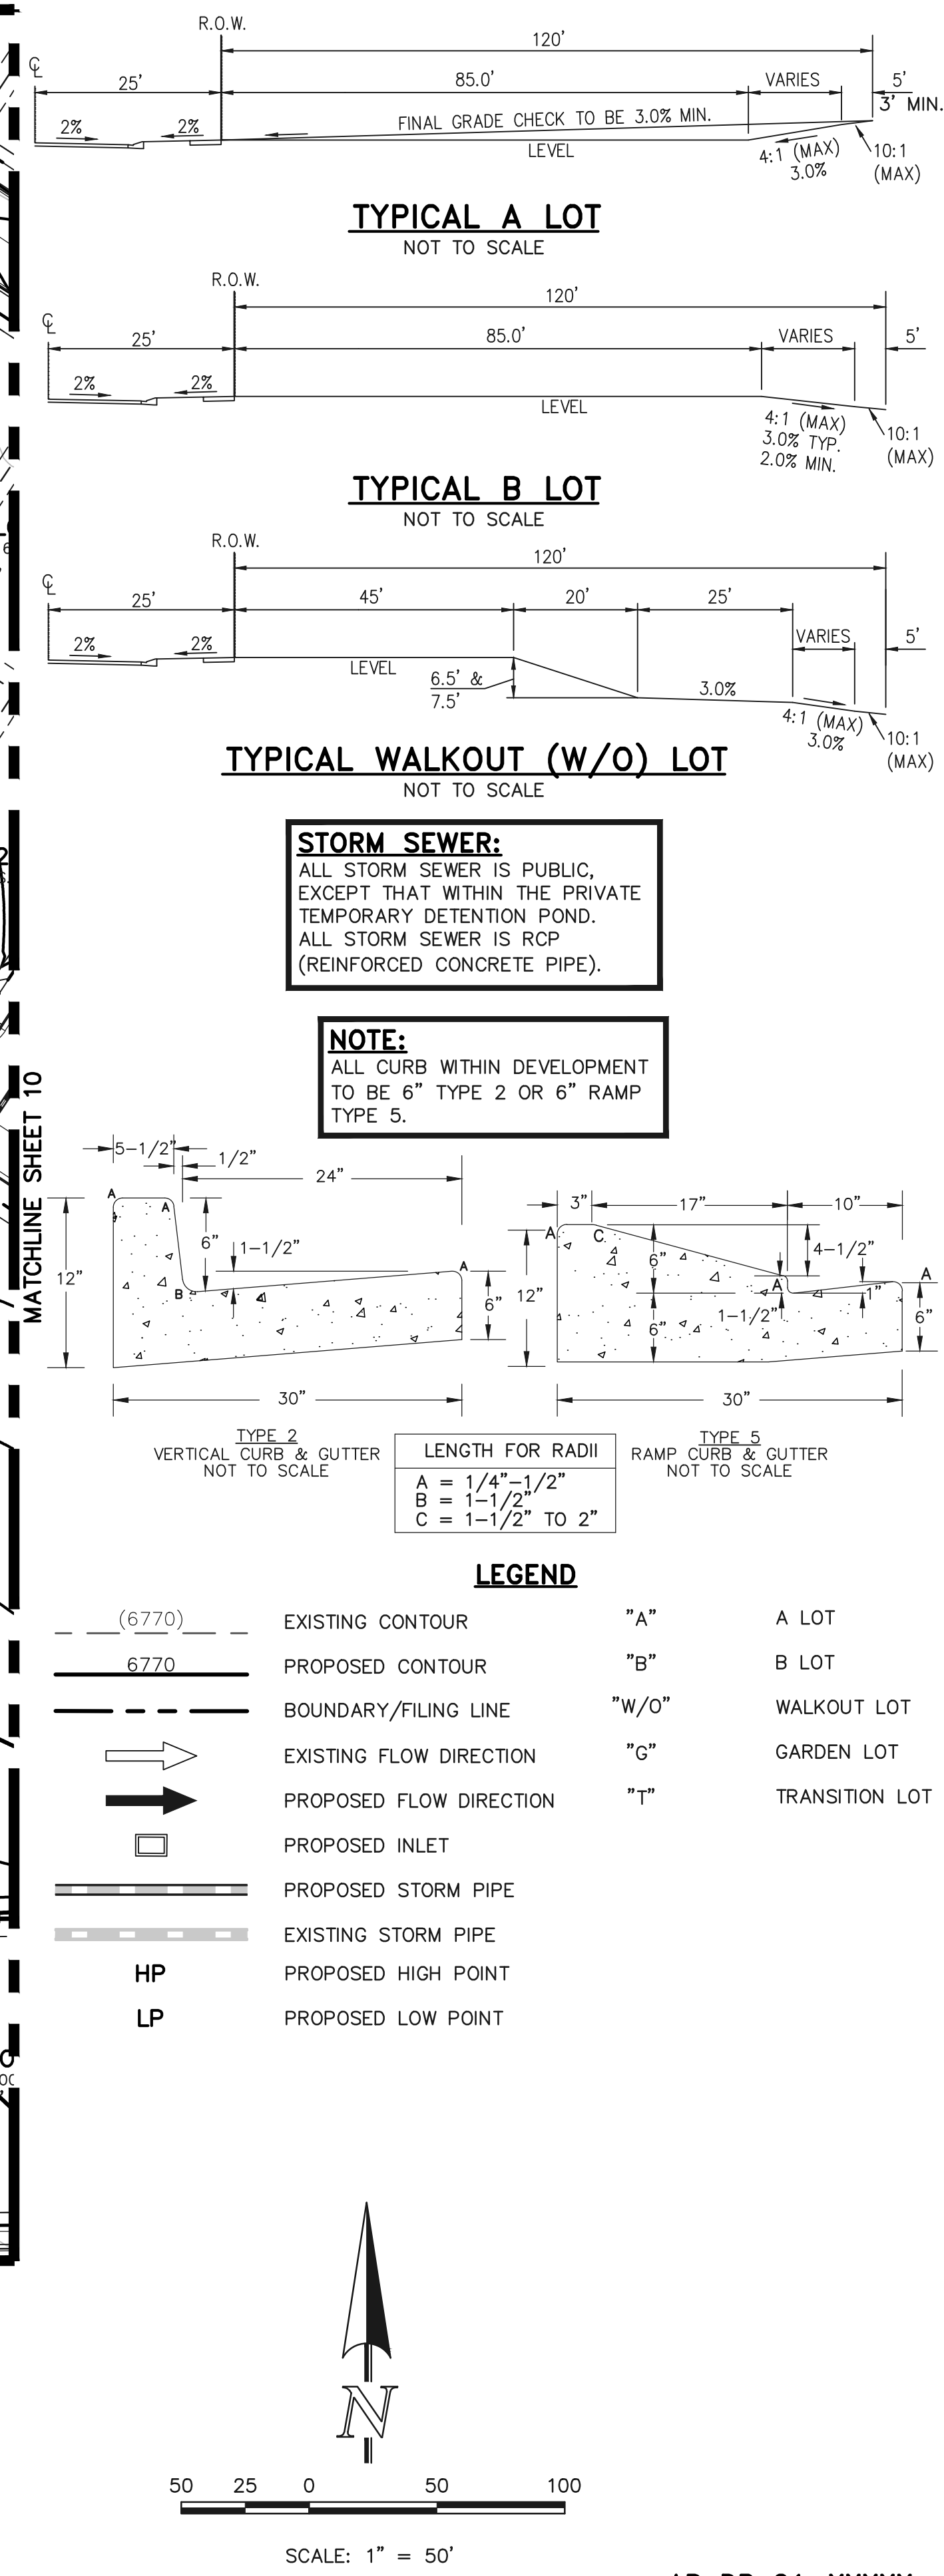 R.O.W.
120'
℄
25'
85.0'
VARIES
5'
3' MIN.
2%
2%
FINAL GRADE CHECK TO BE 3.0% MIN.
LEVEL
4:1 (MAX)
3.0%
10:1
(MAX)
TYPICAL A LOT
NOT TO SCALE
R.O.W.
120'
℄
25'
85.0'
VARIES
5'
2%
2%
LEVEL
4:1 (MAX)
3.0% TYP.
2.0% MIN.
10:1
(MAX)
TYPICAL B LOT
NOT TO SCALE
R.O.W.
120'
℄
25'
45'
20'
25'
VARIES
5'
2%
2%
LEVEL
6.5' &
7.5'
3.0%
4:1 (MAX)
3.0%
10:1
(MAX)
TYPICAL WALKOUT (W/O) LOT
NOT TO SCALE
STORM SEWER:
ALL STORM SEWER IS PUBLIC,
EXCEPT THAT WITHIN THE PRIVATE
TEMPORARY DETENTION POND.
ALL STORM SEWER IS RCP
(REINFORCED CONCRETE PIPE).
NOTE:
ALL CURB WITHIN DEVELOPMENT
TO BE 6" TYPE 2 OR 6" RAMP
TYPE 5.
MATCHLINE SHEET 10
5-1/2"
1/2"
24"
A
A
6"
1-1/2"
12"
B
A
6"
30"
TYPE 2
VERTICAL CURB & GUTTER
NOT TO SCALE
3"
17"
10"
A
C
6"
4-1/2"
12"
A
A
1"
1-1/2"
6"
6"
30"
TYPE 5
RAMP CURB & GUTTER
NOT TO SCALE
LENGTH FOR RADII
A = 1/4"-1/2"
B = 1-1/2"
C = 1-1/2" TO 2"
LEGEND
(6770) EXISTING CONTOUR "A" A LOT
6770 PROPOSED CONTOUR "B" B LOT
BOUNDARY/FILING LINE "W/O" WALKOUT LOT
EXISTING FLOW DIRECTION "G" GARDEN LOT
PROPOSED FLOW DIRECTION "T" TRANSITION LOT
PROPOSED INLET
PROPOSED STORM PIPE
EXISTING STORM PIPE
HP PROPOSED HIGH POINT
LP PROPOSED LOW POINT
N
50 25 0 50 100
SCALE: 1" = 50'